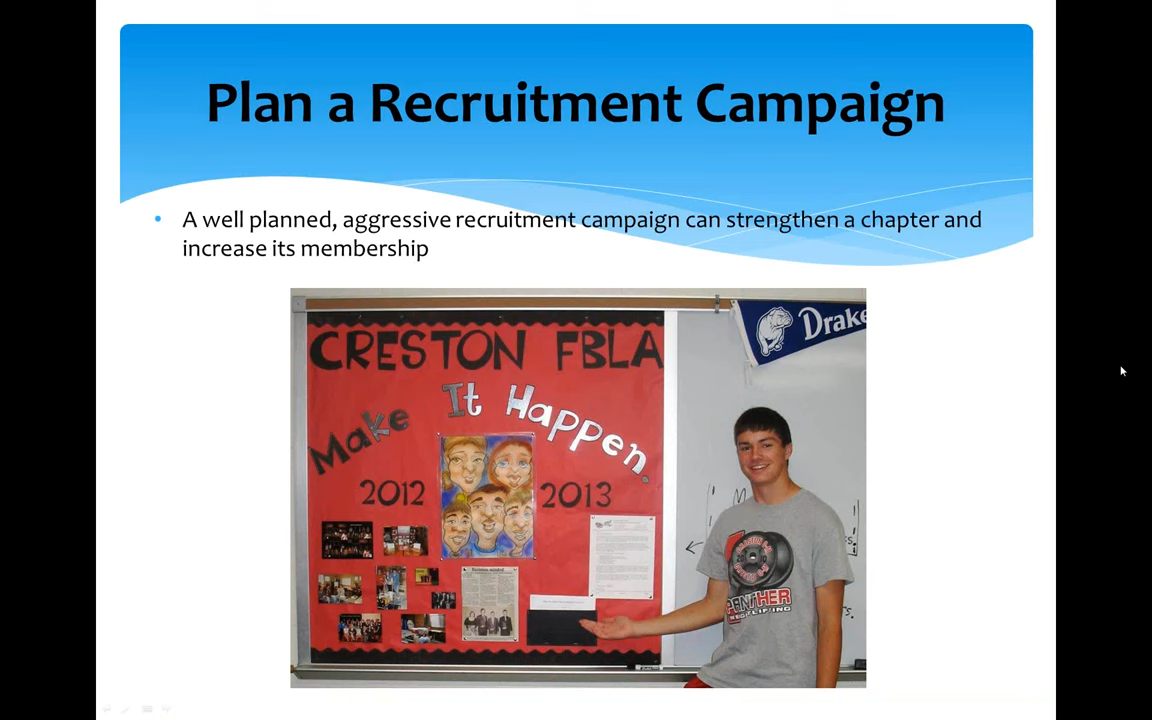 Plan a Recruitment Campaign
A well planned, aggressive recruitment campaign can strengthen a chapter and
increase its membership
CRESTON FBLA
Make It Happen.
2012 2013
Drake
PANTHER